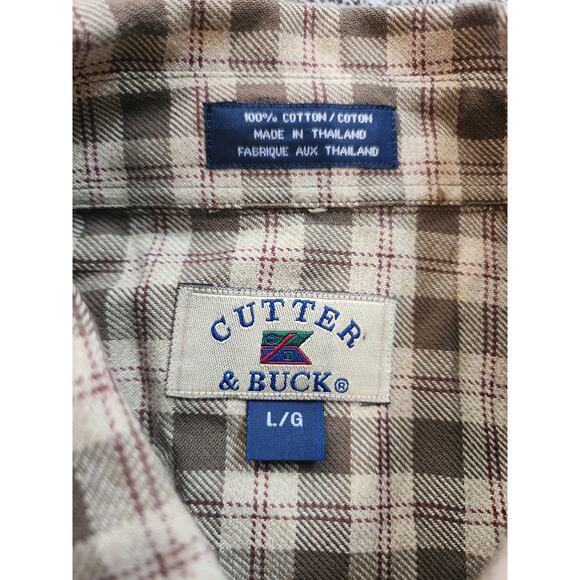 100% COTTON/COTON
MADE IN THAILAND
FABRIQUE AUX THAILAND
CUTTER
& BUCK®
L/G